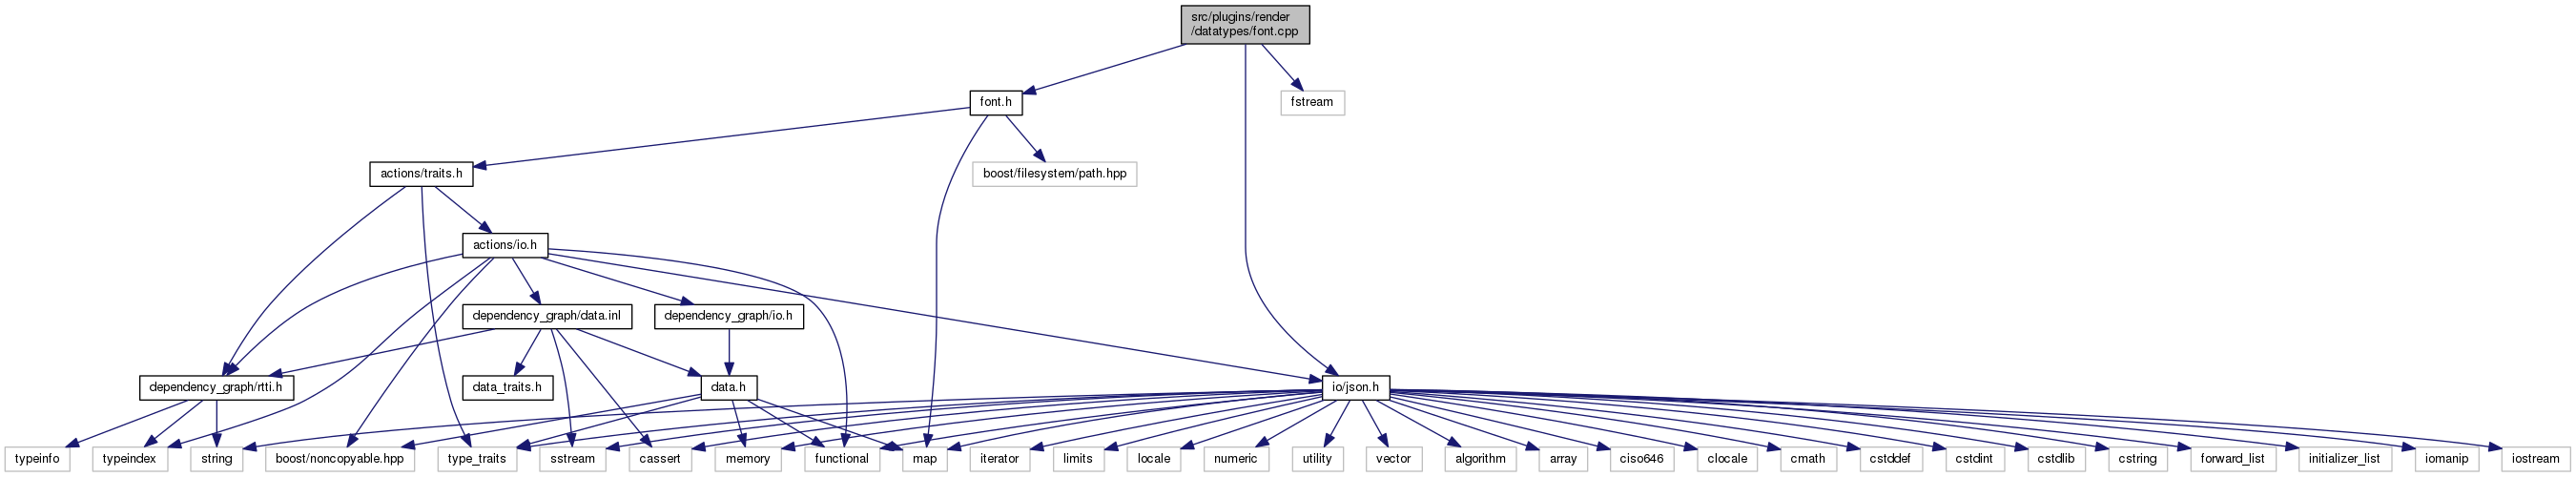 src/plugins/render
/datatypes/font.cpp
font.h
fstream
actions/traits.h
boost/filesystem/path.hpp
actions/io.h
dependency_graph/data.inl
dependency_graph/io.h
dependency_graph/rtti.h
data_traits.h
data.h
io/json.h
typeinfo
typeindex
string
boost/noncopyable.hpp
type_traits
sstream
cassert
memory
functional
map
iterator
limits
locale
numeric
utility
vector
algorithm
array
ciso646
clocale
cmath
cstddef
cstdint
cstdlib
cstring
forward_list
initializer_list
iomanip
iostream